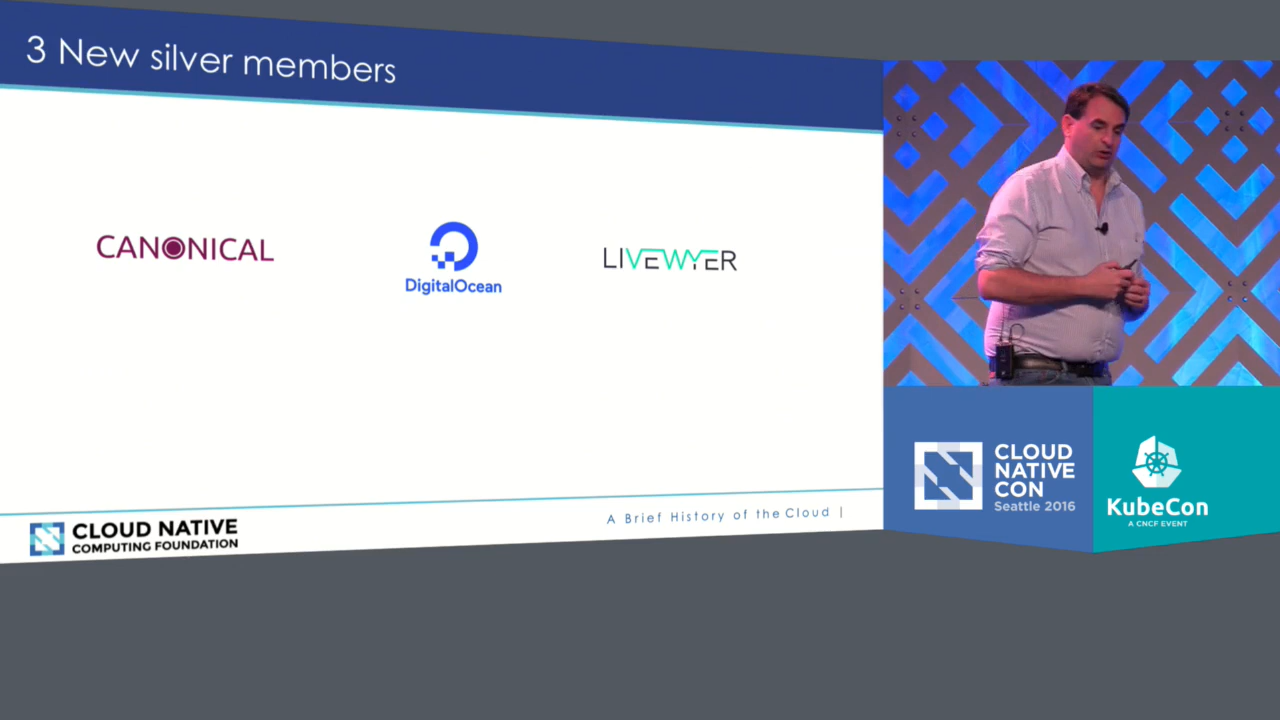 3 New silver members
CANONICAL
DigitalOcean
LIVEWYER
CLOUD NATIVE
COMPUTING FOUNDATION
A Brief History of the Cloud |
CLOUD
NATIVE
CON
Seattle 2016
KubeCon
A CNCF EVENT